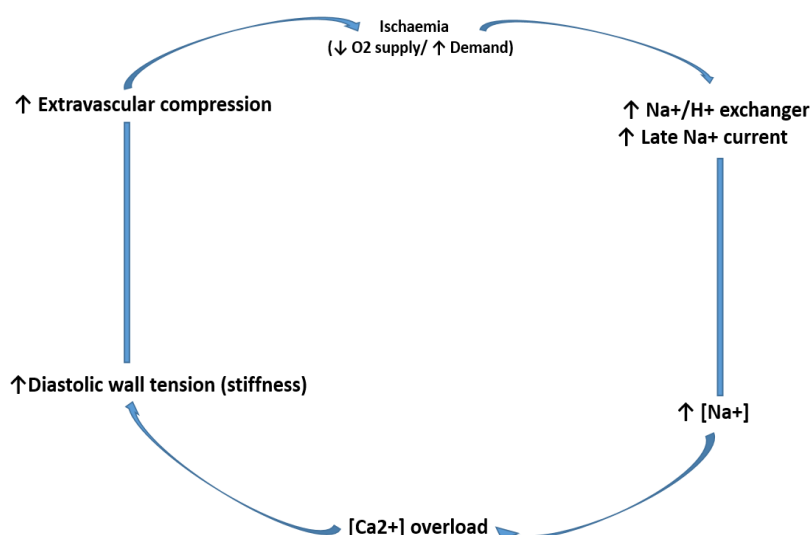 Ischaemia
(↓ O2 supply/ ↑ Demand)
↑ Na+/H+ exchanger
↑ Late Na+ current
↑ [Na+]
[Ca2+] overload
↑Diastolic wall tension (stiffness)
↑ Extravascular compression